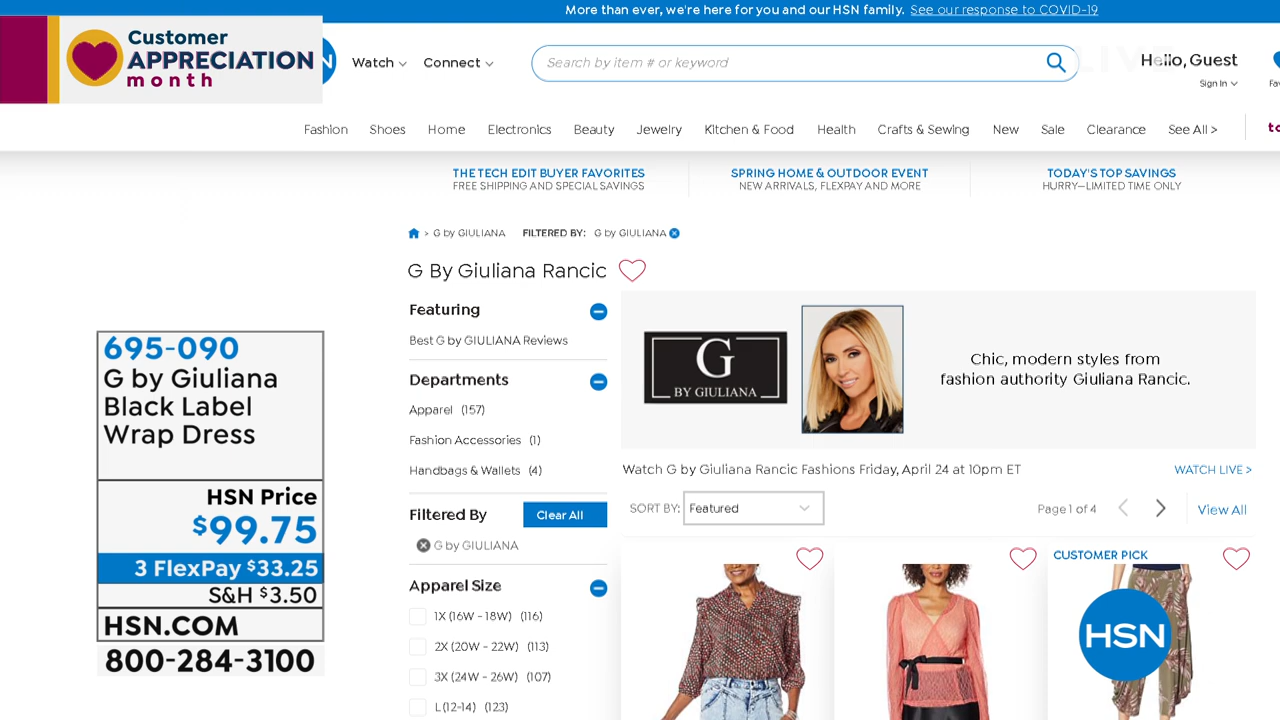 More than ever, we're here for you and our HSN family. See our response to COVID-19
Customer
APPRECIATION
month
N
Watch
Connect
Search by item # or keyword
LIVE
Hello, Guest
Sign In
Fav
Fashion Shoes Home Electronics Beauty Jewelry Kitchen & Food Health Crafts & Sewing New Sale Clearance See All >
to
THE TECH EDIT BUYER FAVORITES
FREE SHIPPING AND SPECIAL SAVINGS
SPRING HOME & OUTDOOR EVENT
NEW ARRIVALS, FLEXPAY AND MORE
TODAY'S TOP SAVINGS
HURRY—LIMITED TIME ONLY
> G by GIULIANA FILTERED BY: G by GIULIANA
G By Giuliana Rancic
695-090
G by Giuliana
Black Label
Wrap Dress
HSN Price
$99.75
3 FlexPay $33.25
S&H $3.50
HSN.COM
800-284-3100
Featuring
Best G by GIULIANA Reviews
Departments
Apparel (157)
Fashion Accessories (1)
Handbags & Wallets (4)
Filtered By
Clear All
G by GIULIANA
Apparel Size
1X (16W - 18W) (116)
2X (20W - 22W) (113)
3X (24W - 26W) (107)
L (12-14) (123)
G
BY GIULIANA
Chic, modern styles from
fashion authority Giuliana Rancic.
Watch G by Giuliana Rancic Fashions Friday, April 24 at 10pm ET
WATCH LIVE >
SORT BY: Featured
Page 1 of 4
View All
CUSTOMER PICK
HSN